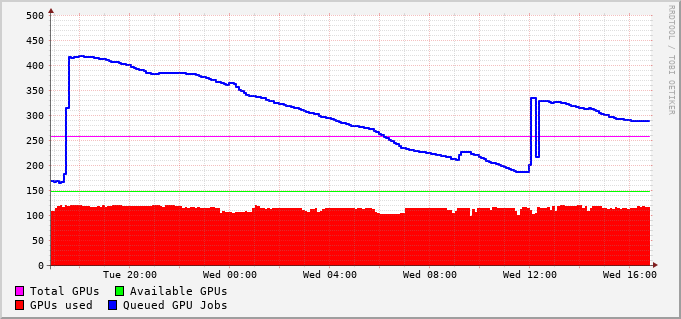 500
450
400
350
300
250
200
150
100
50
0
Tue 20:00 Wed 00:00 Wed 04:00 Wed 08:00 Wed 12:00 Wed 16:00
Total GPUs Available GPUs
GPUs used Queued GPU Jobs
RRDTOOL / TOBI OETIKER